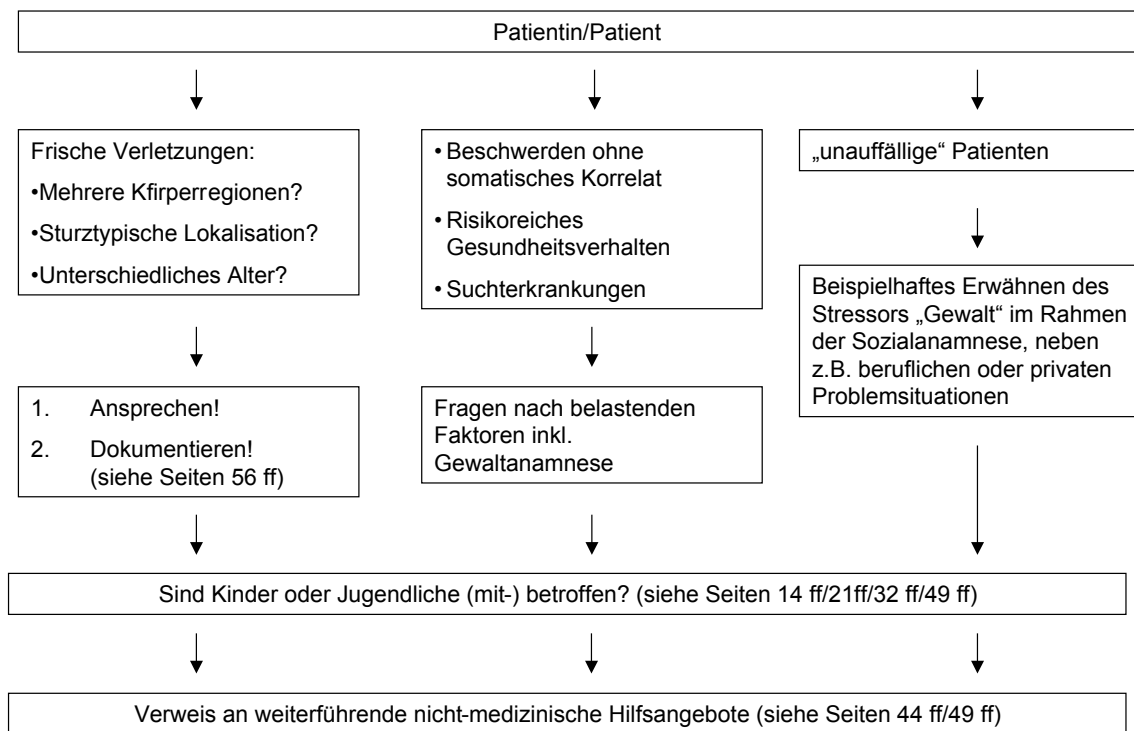 Patientin/Patient
Frische Verletzungen:
•Mehrere Kfirperregionen?
•Sturztypische Lokalisation?
•Unterschiedliches Alter?
• Beschwerden ohne
somatisches Korrelat
• Risikoreiches
Gesundheitsverhalten
• Suchterkrankungen
„unauffällige“ Patienten
Beispielhaftes Erwähnen des
Stressors „Gewalt“ im Rahmen
der Sozialanamnese, neben
z.B. beruflichen oder privaten
Problemsituationen
1. Ansprechen!
2. Dokumentieren!
(siehe Seiten 56 ff)
Fragen nach belastenden
Faktoren inkl.
Gewaltanamnese
Sind Kinder oder Jugendliche (mit-) betroffen? (siehe Seiten 14 ff/21ff/32 ff/49 ff)
Verweis an weiterführende nicht-medizinische Hilfsangebote (siehe Seiten 44 ff/49 ff)